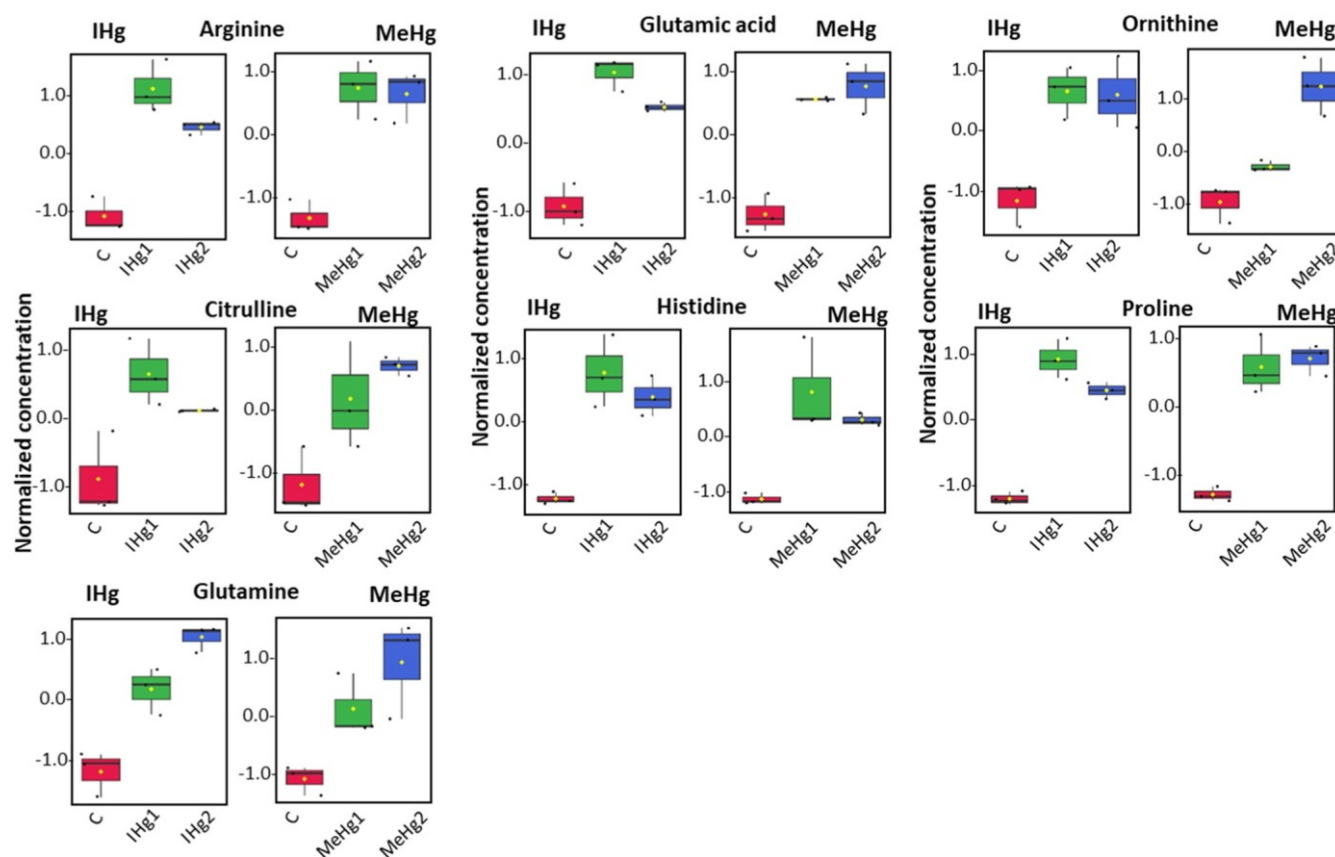 IHg Arginine MeHg
1.0
0.0
-1.0
1.0
0.0
-1.0
C IHg1 IHg2
C MeHg1 MeHg2
IHg Glutamic acid MeHg
1.0
0.0
-1.0
1.0
0.0
-1.0
C IHg1 IHg2
C MeHg1 MeHg2
IHg Ornithine MeHg
1.0
0.0
-1.0
1.0
0.0
-1.0
C IHg1 IHg2
C MeHg1 MeHg2
Normalized concentration
Normalized concentration
Normalized concentration
IHg Citrulline MeHg
1.0
0.0
-1.0
1.0
0.0
-1.0
C IHg1 IHg2
C MeHg1 MeHg2
IHg Histidine MeHg
1.0
0.0
-1.0
1.0
0.0
-1.0
C IHg1 IHg2
C MeHg1 MeHg2
IHg Proline MeHg
1.0
0.0
-1.0
1.0
0.0
-1.0
C IHg1 IHg2
C MeHg1 MeHg2
IHg Glutamine MeHg
1.0
0.0
-1.0
1.0
0.0
-1.0
C IHg1 IHg2
C MeHg1 MeHg2